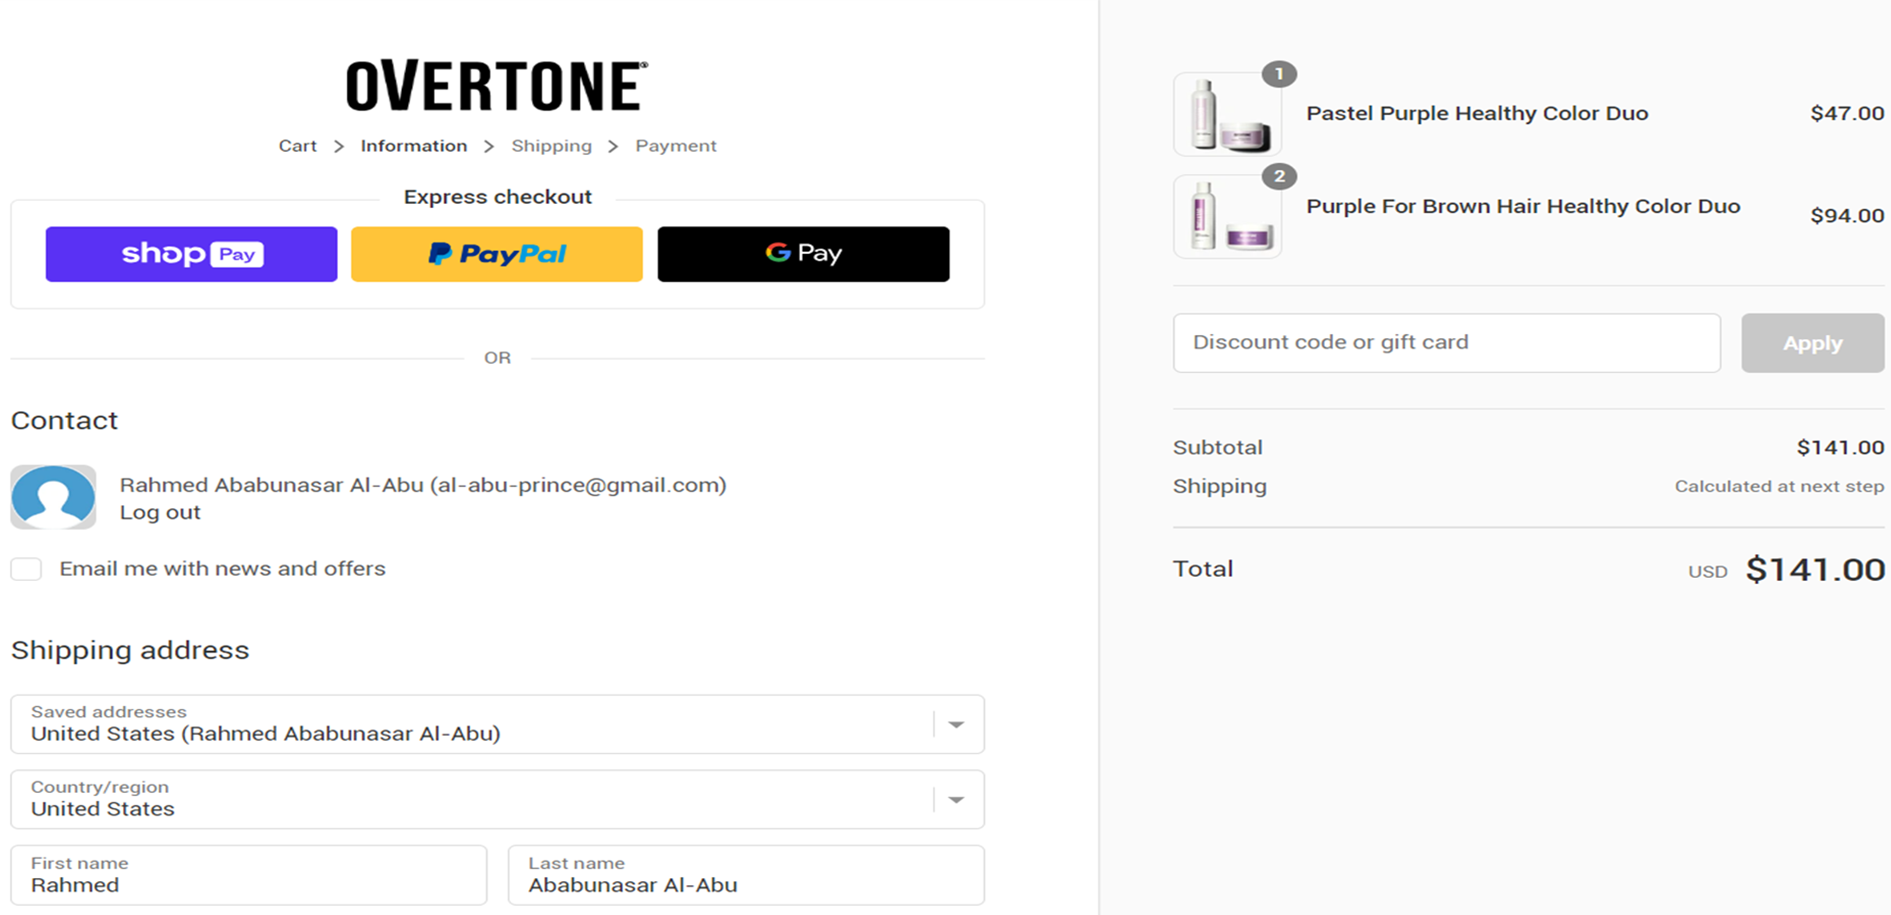 OVERTONE®
Cart > Information > Shipping > Payment
Express checkout
shop Pay
PayPal
G Pay
OR
Contact
Rahmed Ababunasar Al-Abu (al-abu-prince@gmail.com)
Log out
Email me with news and offers
Shipping address
Saved addresses
United States (Rahmed Ababunasar Al-Abu)
Country/region
United States
First name
Rahmed
Last name
Ababunasar Al-Abu
1
Pastel Purple Healthy Color Duo $47.00
2
Purple For Brown Hair Healthy Color Duo $94.00
Discount code or gift card
Apply
Subtotal $141.00
Shipping Calculated at next step
Total USD $141.00